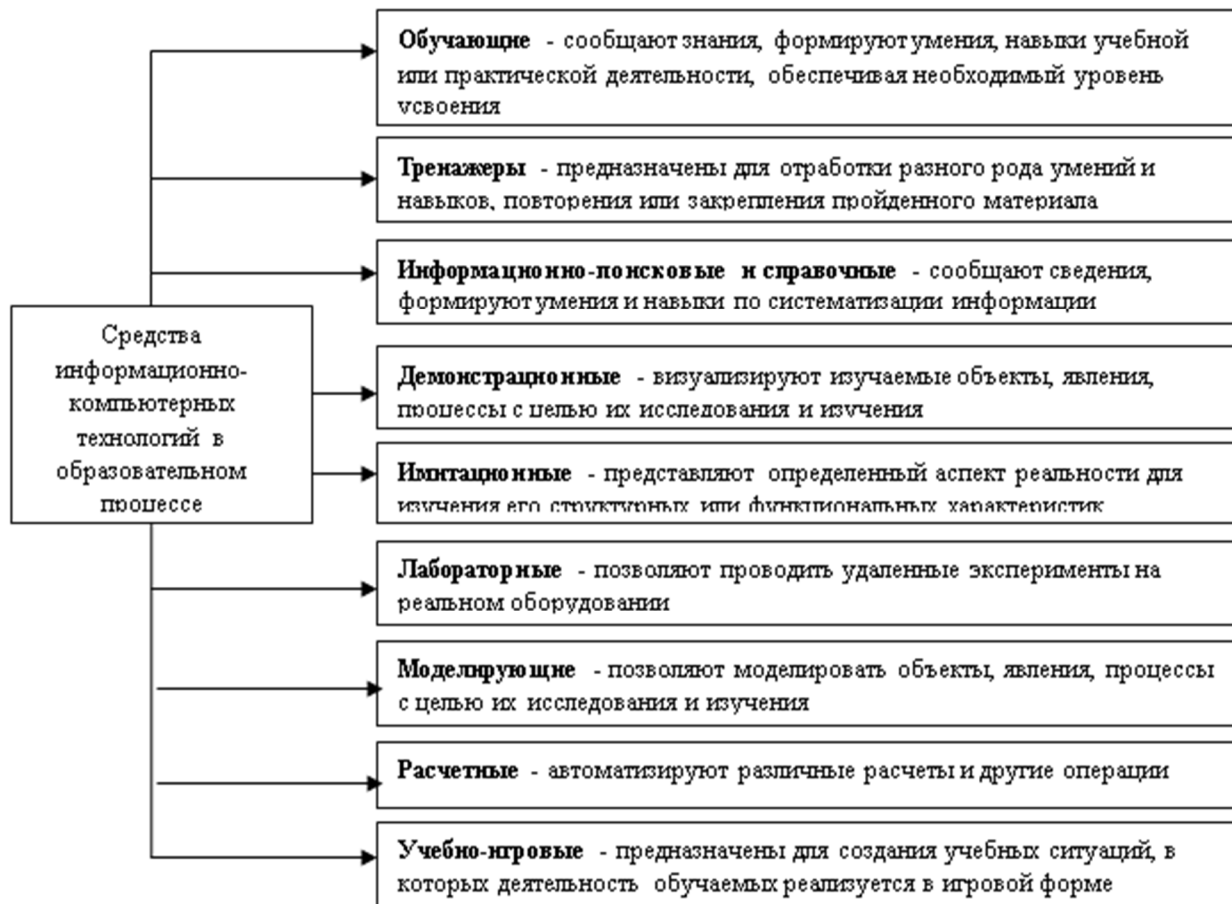 Обучающие - сообщают знания, формируют умения, навыки учебной
или практической деятельности, обеспечивая необходимый уровень
усвоения
Тренажеры - предназначены для отработки разного рода умений и
навыков, повторения или закрепления пройденного материала
Информационно-поисковые и справочные - сообщают сведения,
формируют умения и навыки по систематизации информации
Средства
информационно-
компьютерных
технологий в
образовательном
процессе
Демонстрационные - визуализируют изучаемые объекты, явления,
процессы с целью их исследования и изучения
Имитационные - представляют определенный аспект реальности для
изучения его структурных или функциональных характеристик
Лабораторные - позволяют проводить удаленные эксперименты на
реальном оборудовании
Моделирующие - позволяют моделировать объекты, явления, процессы
с целью их исследования и изучения
Расчетные - автоматизируют различные расчеты и другие операции
Учебно-игровые - предназначены для создания учебных ситуаций, в
которых деятельность обучаемых реализуется в игровой форме